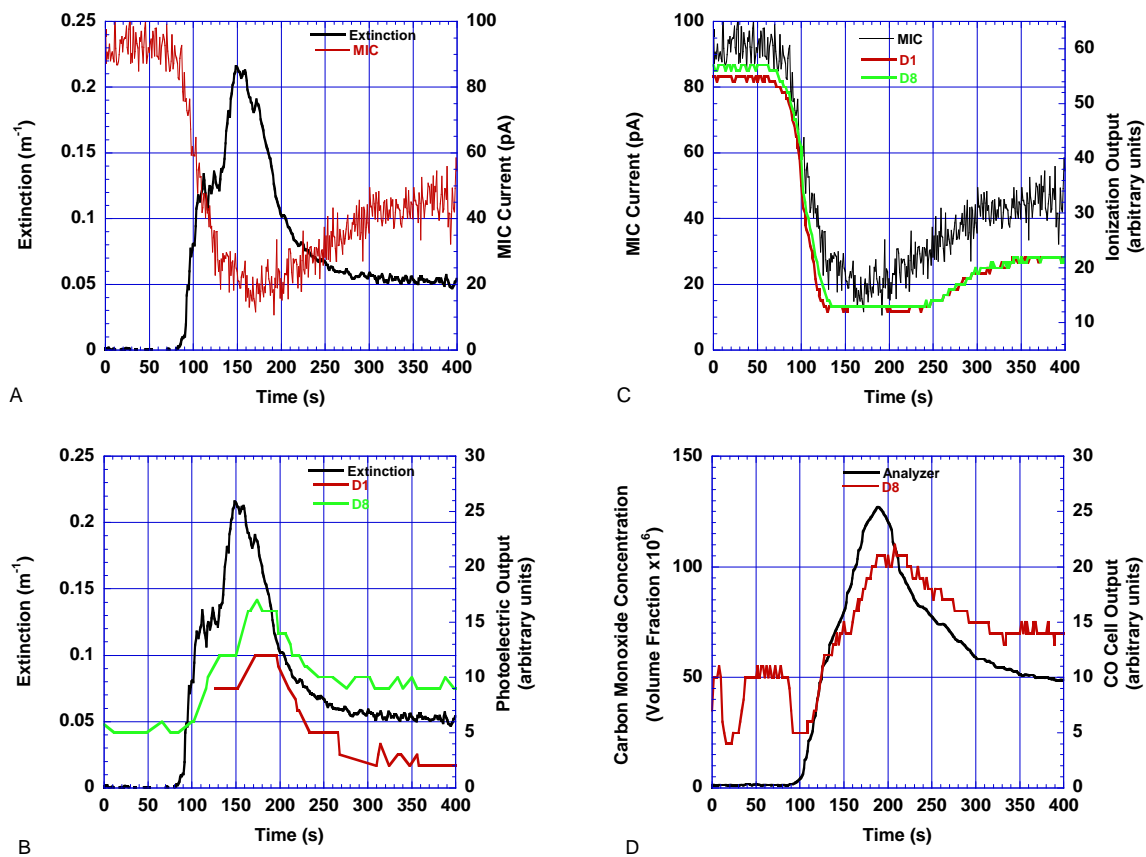 0.25
0.2
0.15
0.1
0.05
0
Extinction (m-1)
100
80
60
40
20
0
MIC Current (pA)
Extinction
MIC
0 50 100 150 200 250 300 350 400
Time (s)
A
100
80
60
40
20
0
MIC Current (pA)
60
50
40
30
20
10
Ionization Output
(arbitrary units)
MIC
D1
D8
0 50 100 150 200 250 300 350 400
Time (s)
C
0.25
0.2
0.15
0.1
0.05
0
Extinction (m-1)
30
25
20
15
10
5
0
Photoelectric Output
(arbitrary units)
Extinction
D1
D8
0 50 100 150 200 250 300 350 400
Time (s)
B
150
100
50
0
Carbon Monoxide Concentration
(Volume Fraction x10^6)
30
25
20
15
10
5
0
CO Cell Output
(arbitrary units)
Analyzer
D8
0 50 100 150 200 250 300 350 400
Time (s)
D